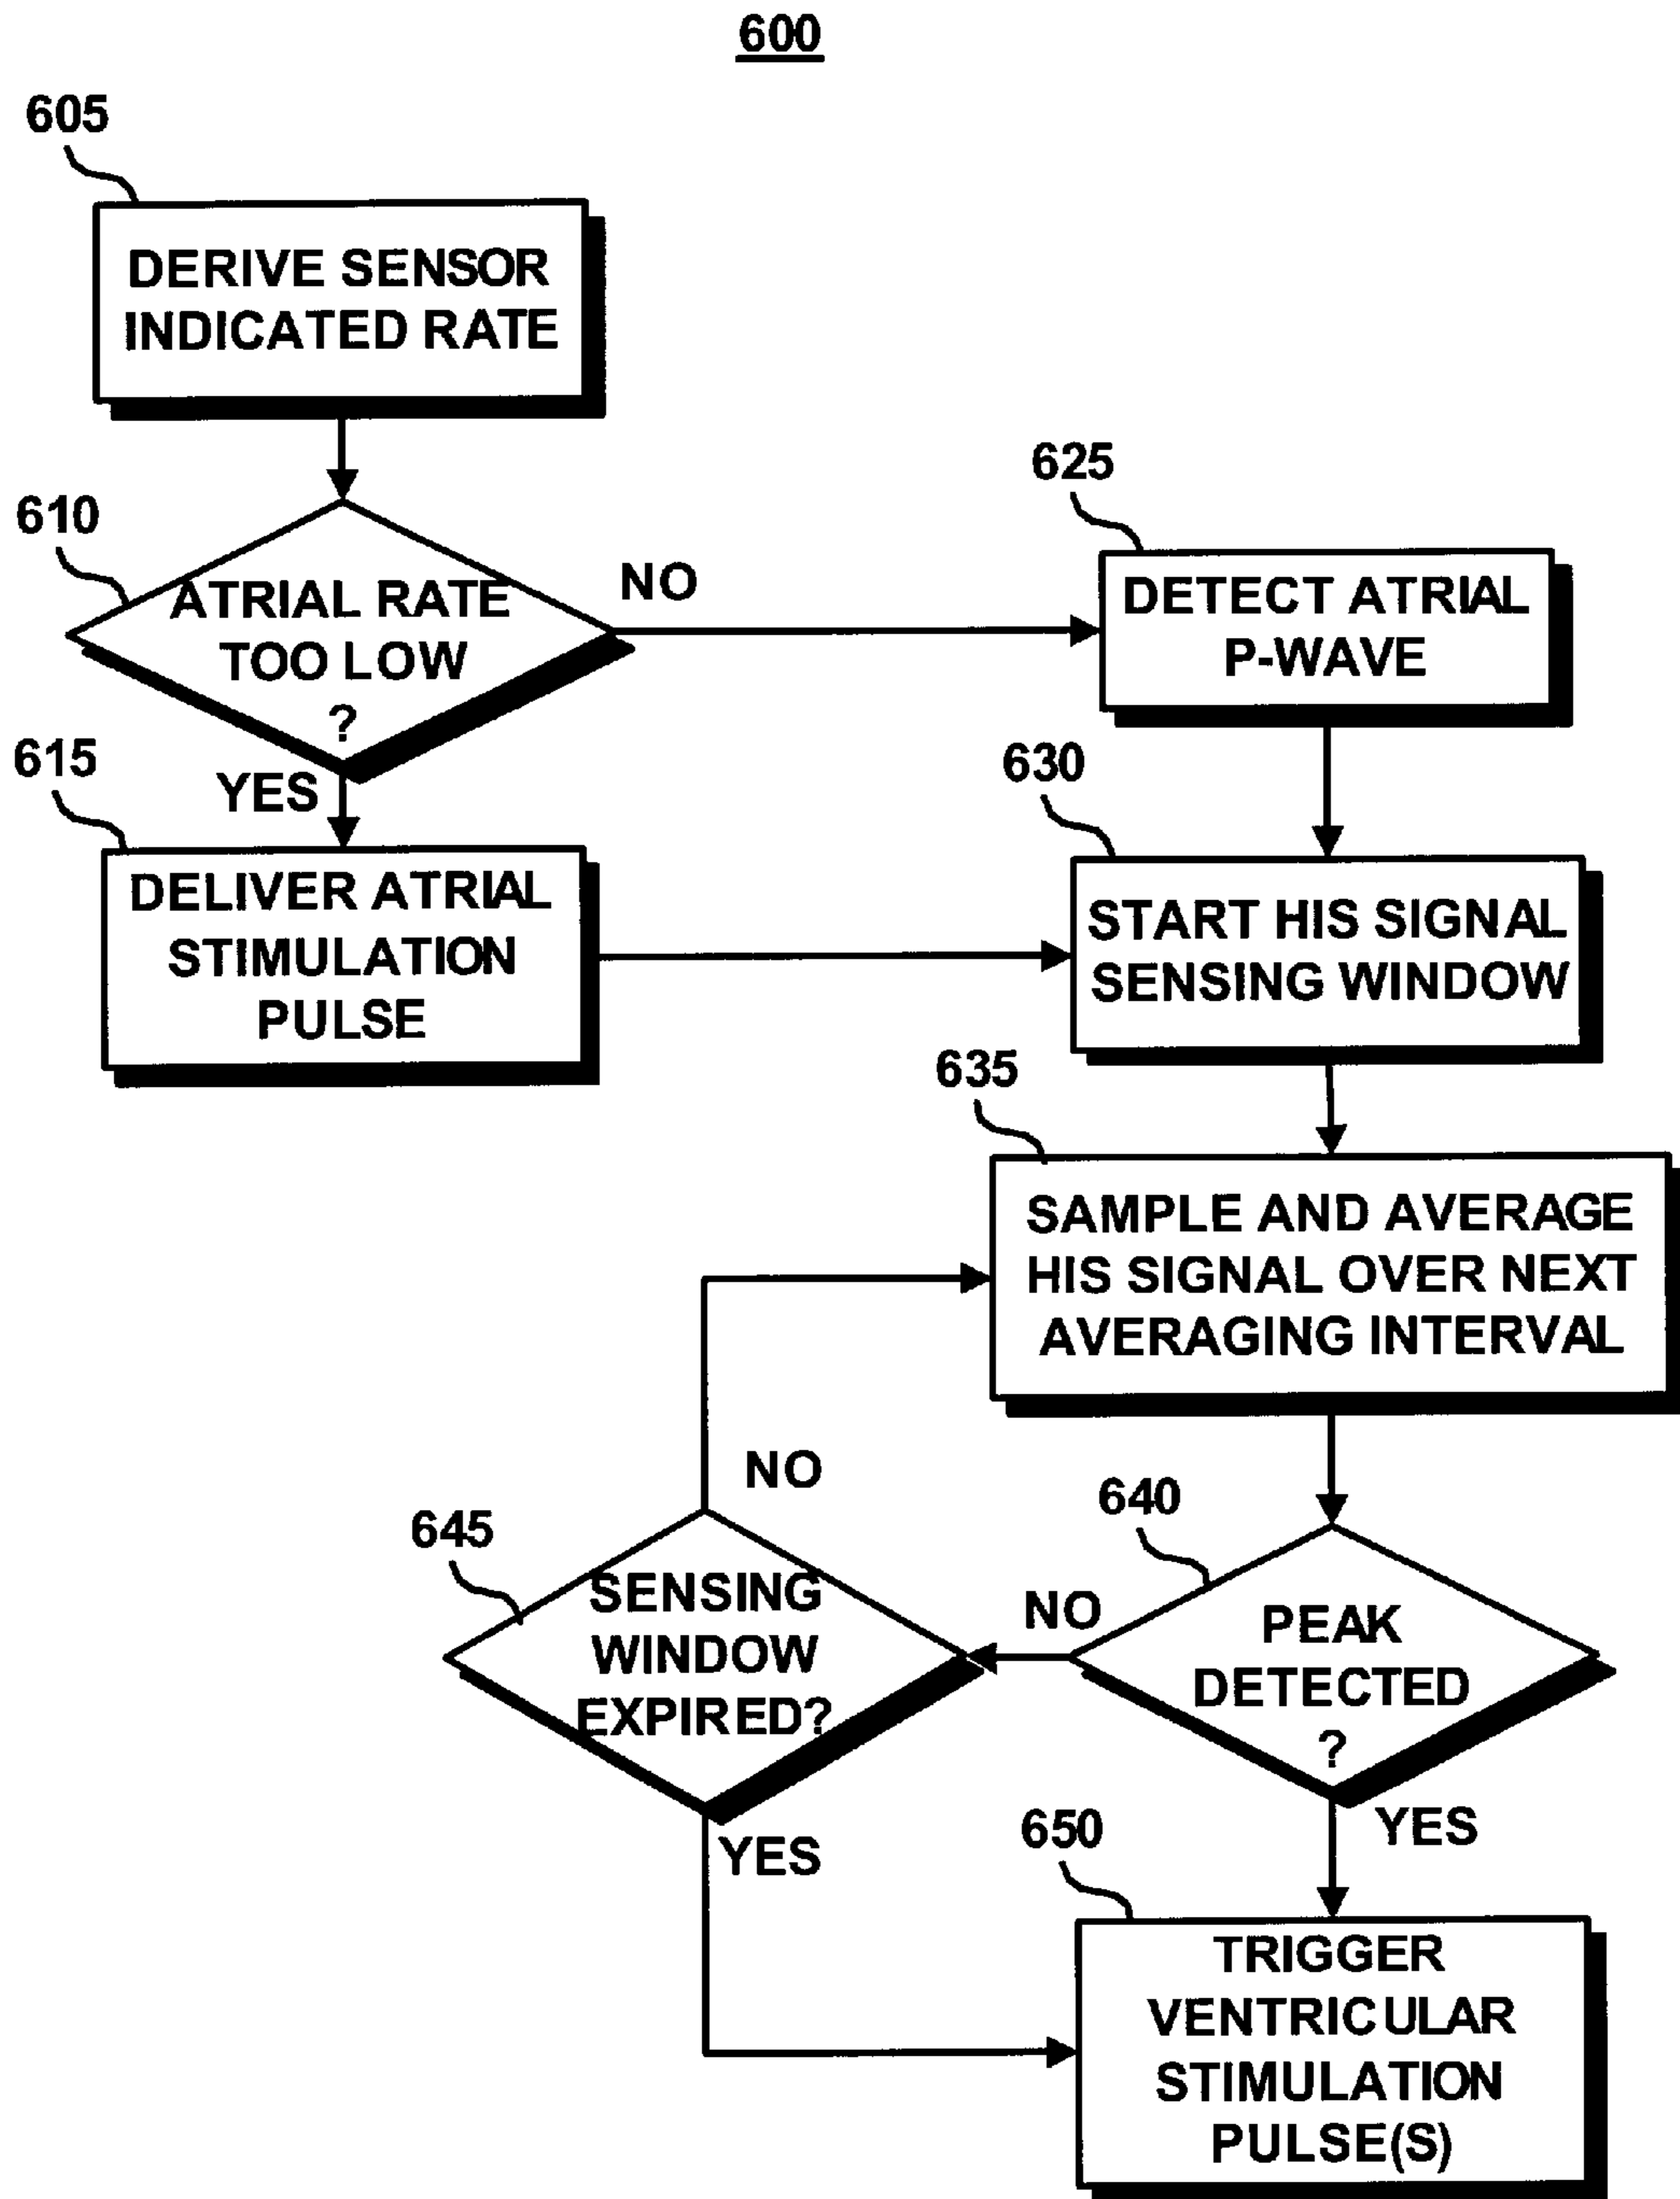 600
605
DERIVE SENSOR
INDICATED RATE
610
ATRIAL RATE
TOO LOW
?
NO
YES
615
DELIVER ATRIAL
STIMULATION
PULSE
625
DETECT ATRIAL
P-WAVE
630
START HIS SIGNAL
SENSING WINDOW
635
SAMPLE AND AVERAGE
HIS SIGNAL OVER NEXT
AVERAGING INTERVAL
640
PEAK
DETECTED
?
NO
YES
645
SENSING
WINDOW
EXPIRED?
NO
YES
650
TRIGGER
VENTRICULAR
STIMULATION
PULSE(S)